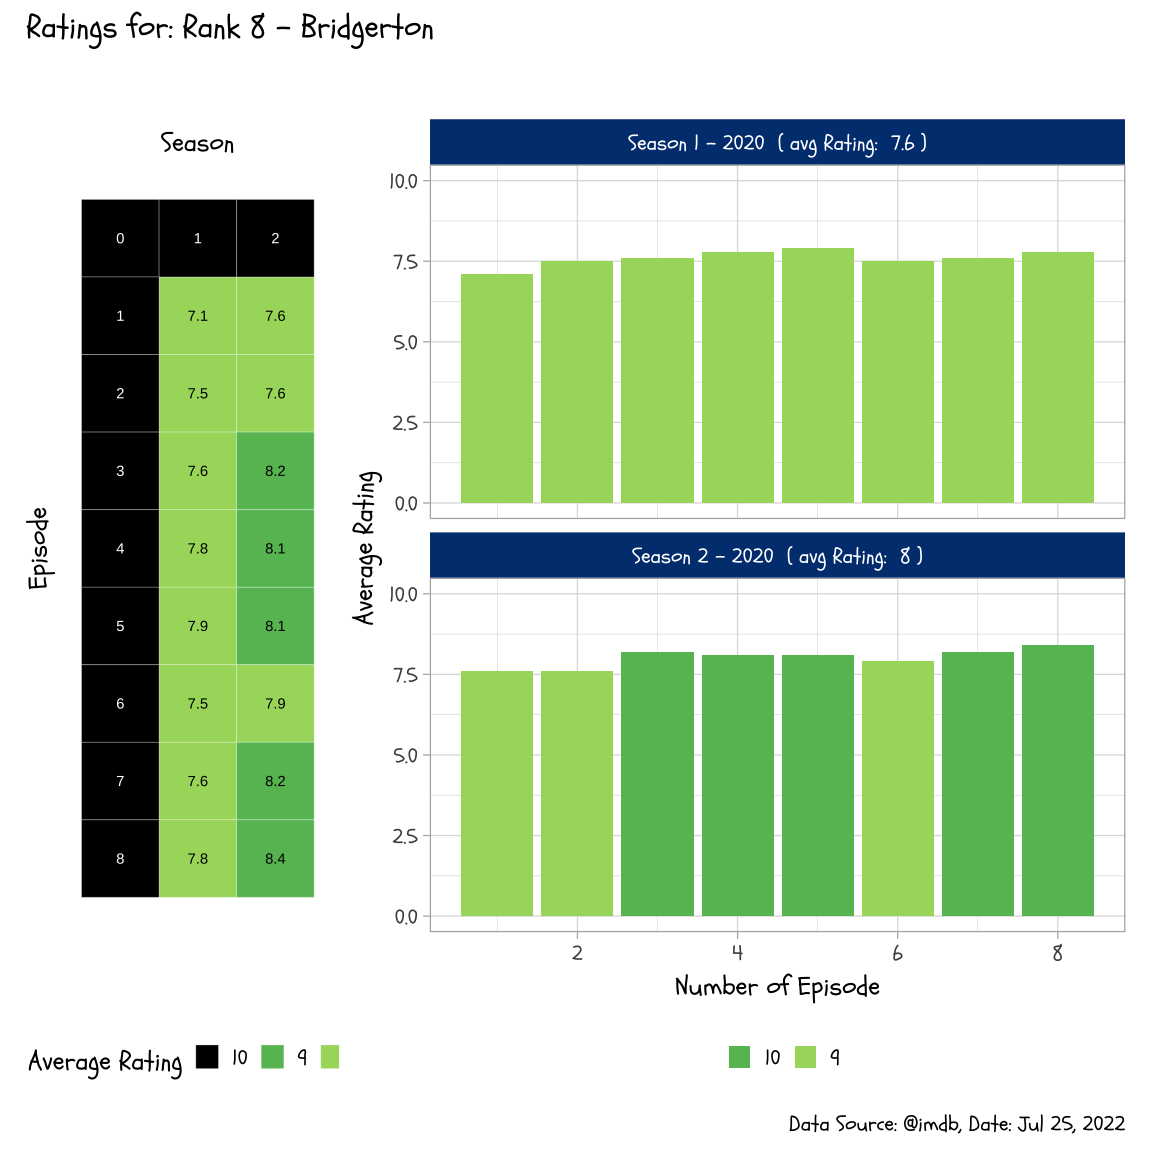 Ratings for: Rank 8 - Bridgerton
Season
0 1 2
1 7.1 7.6
2 7.5 7.6
3 7.6 8.2
4 7.8 8.1
5 7.9 8.1
6 7.5 7.9
7 7.6 8.2
8 7.8 8.4
Episode
Average Rating
Season 1 - 2020 ( avg Rating: 7.6 )
10.0
7.5
5.0
2.5
0.0
Season 2 - 2020 ( avg Rating: 8 )
10.0
7.5
5.0
2.5
0.0
2 4 6 8
Number of Episode
Average Rating 10 9
10 9
Data Source: @imdb, Date: Jul 25, 2022